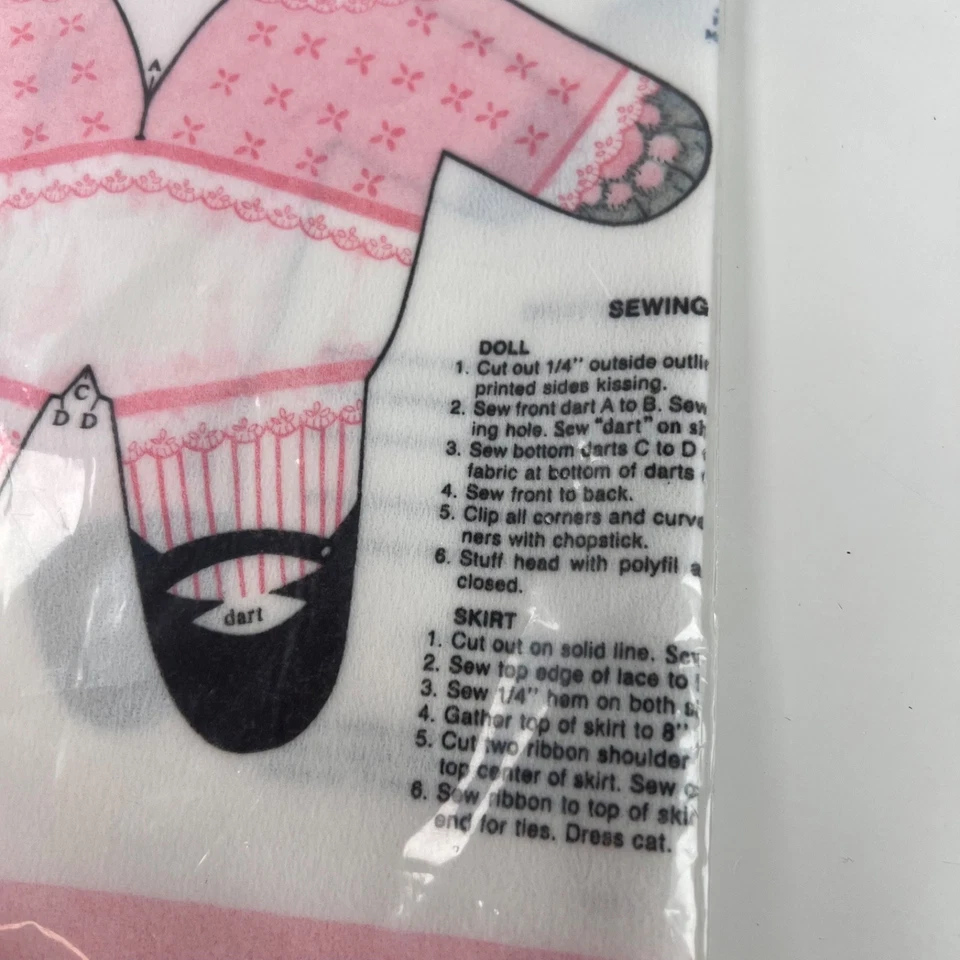 A
SEWING
DOLL
1. Cut out 1/4" outside
printed sides kissing.
2. Sew front dart A to B. Sew
ing hole. Sew "dart" on
3. Sew bottom darts C to D
fabric at bottom of darts
4. Sew front to back.
5. Clip all corners and
ners with chopstick.
6. Stuff head with polyfil
closed.
SKIRT
1. Cut out on solid line.
2. Sew top edge of lace to
3. Sew 1/4" hem on both
4. Gather top of skirt to 8"
5. Cut two ribbon shoulder
top center of skirt. Sew
6. Sew ribbon to top of
end for ties. Dress cat.
C
D D
dart